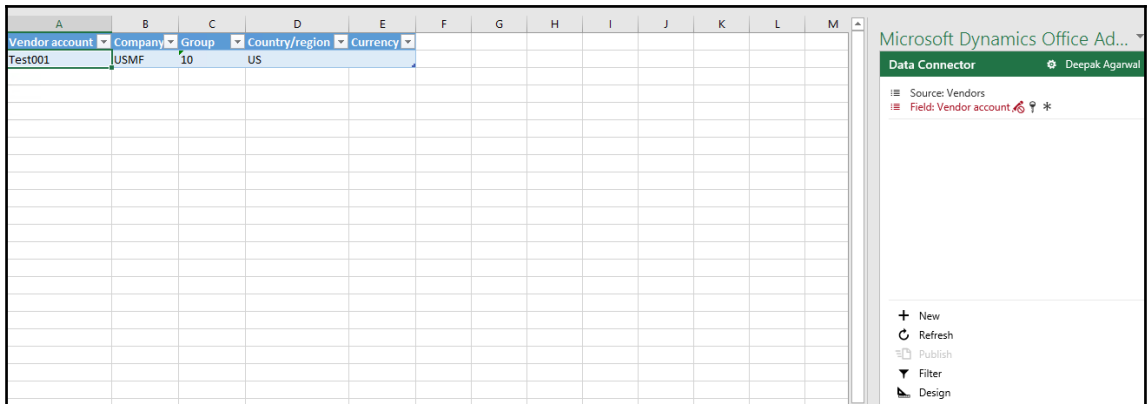 A B C D E F G H I J K L M
Vendor account Company Group Country/region Currency
Test001 USMF 10 US
Microsoft Dynamics Office Ad...
Data Connector Deepak Agarwal
Source: Vendors
Field: Vendor account
New
Refresh
Publish
Filter
Design